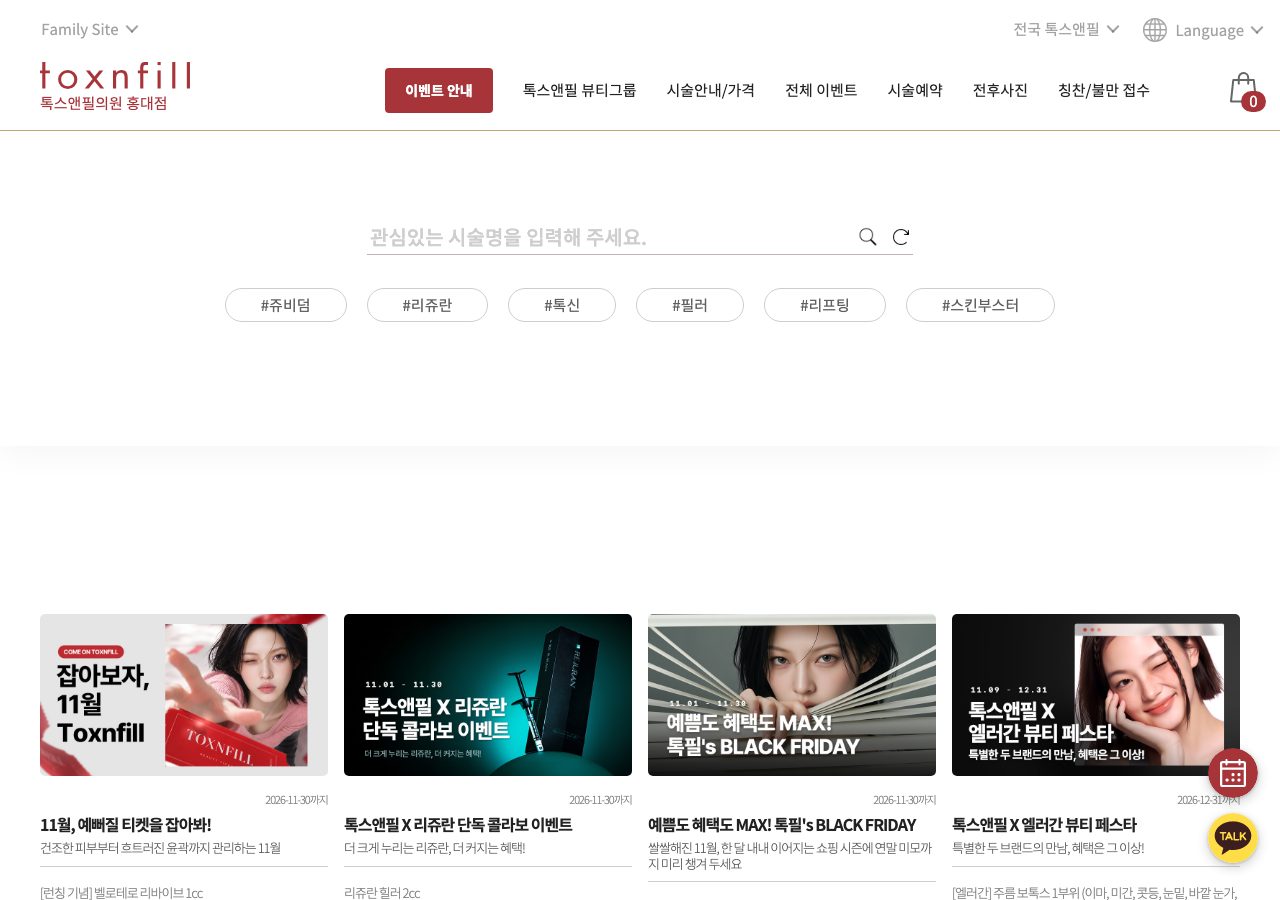 Family Site
전국 톡스앤필
Language
toxnfill
톡스앤필의원 홍대점
이벤트 안내
톡스앤필 뷰티그룹
시술안내/가격
전체 이벤트
시술예약
전후사진
칭찬/불만 접수
0
관심있는 시술명을 입력해 주세요.
#쥬비덤
#리쥬란
#톡신
#필러
#리프팅
#스킨부스터
COME ON TOXNFILL
잡아보자,
11월
Toxnfill
TOXNFILL
11.01 - 11.30
톡스앤필 X 리쥬란
단독 콜라보 이벤트
더 크게 누리는 리쥬란, 더 커지는 혜택!
REJURAN
11.01 - 11.30
예쁨도 혜택도 MAX!
톡필's BLACK FRIDAY
11.09 - 12.31
톡스앤필 X
엘러간 뷰티 페스타
특별한 두 브랜드의 만남, 혜택은 그 이상!
2026-11-30까지
11월, 예뻐질 티켓을 잡아봐!
건조한 피부부터 흐트러진 윤곽까지 관리하는 11월
[런칭 기념] 벨로테로 리바이브 1cc
2026-11-30까지
톡스앤필 X 리쥬란 단독 콜라보 이벤트
더 크게 누리는 리쥬란, 더 커지는 혜택!
리쥬란 힐러 2cc
2026-11-30까지
예쁨도 혜택도 MAX! 톡필's BLACK FRIDAY
쌀쌀해진 11월, 한 달 내내 이어지는 쇼핑 시즌에 연말 미모까
지 미리 챙겨 두세요
2026-12-31까지
톡스앤필 X 엘러간 뷰티 페스타
특별한 두 브랜드의 만남, 혜택은 그 이상!
[엘러간] 주름 보톡스 1부위 (이마, 미간, 콧등, 눈밑, 바깥 눈가,
TALK